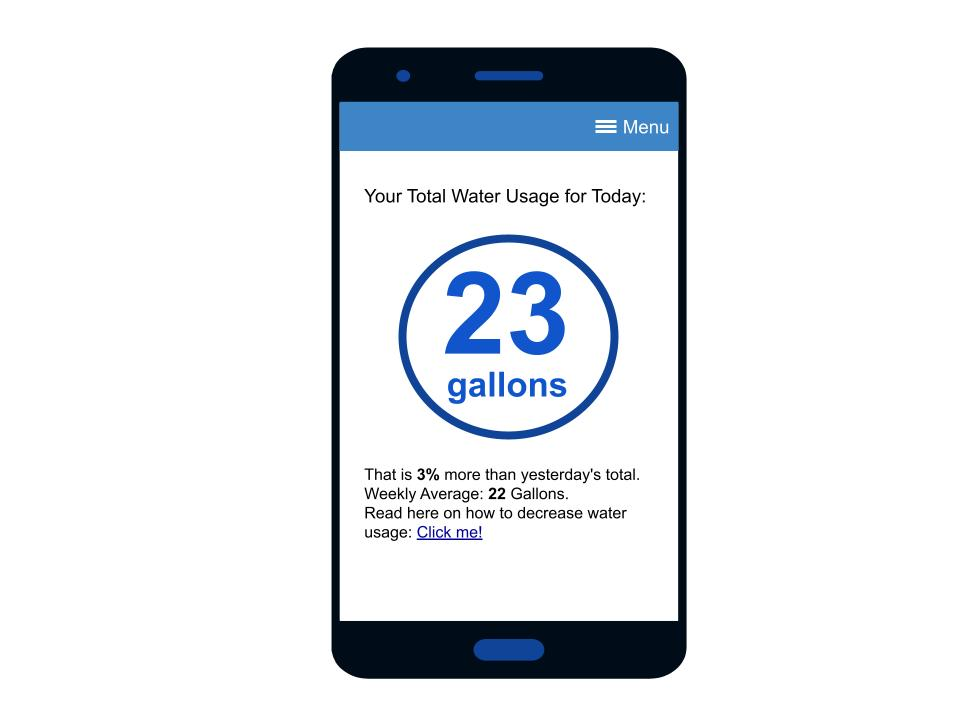 Menu
Your Total Water Usage for Today:
23
gallons
That is 3% more than yesterday's total.
Weekly Average: 22 Gallons.
Read here on how to decrease water
usage: Click me!